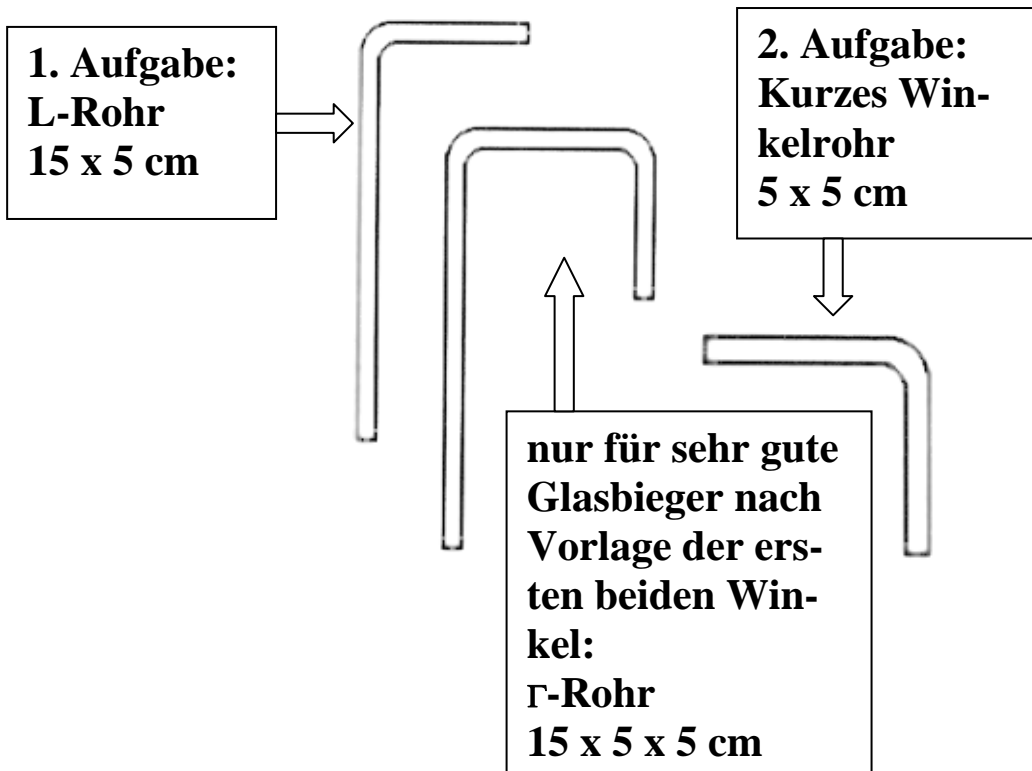 1. Aufgabe:
L-Rohr
15 x 5 cm
2. Aufgabe:
Kurzes Win-
kelrohr
5 x 5 cm
nur für sehr gute
Glasbieger nach
Vorlage der ers-
ten beiden Win-
kel:
Γ-Rohr
15 x 5 x 5 cm